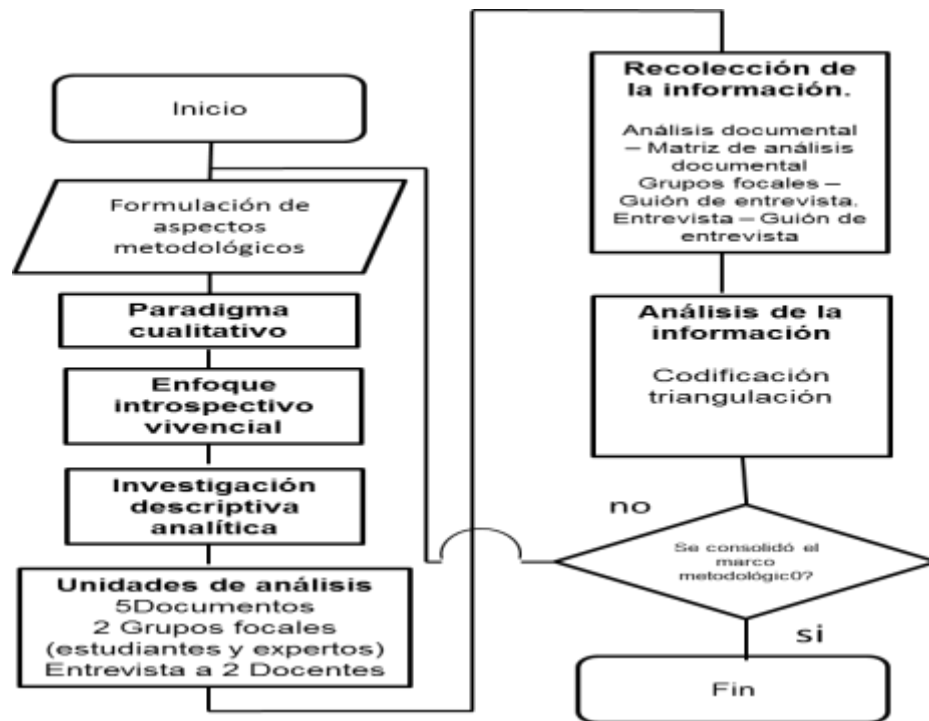 Inicio
Formulación de
aspectos
metodológicos
Paradigma
cualitativo
Enfoque
introspectivo
vivencial
Investigación
descriptiva
analítica
Unidades de análisis
5Documentos
2 Grupos focales
(estudiantes y expertos)
Entrevista a 2 Docentes
Recolección de
la información.
Análisis documental
– Matriz de análisis
documental
Grupos focales –
Guión de entrevista.
Entrevista – Guión de
entrevista
Análisis de la
información
Codificación
triangulación
no
Se consolidó el
marco
metodológic0?
si
Fin